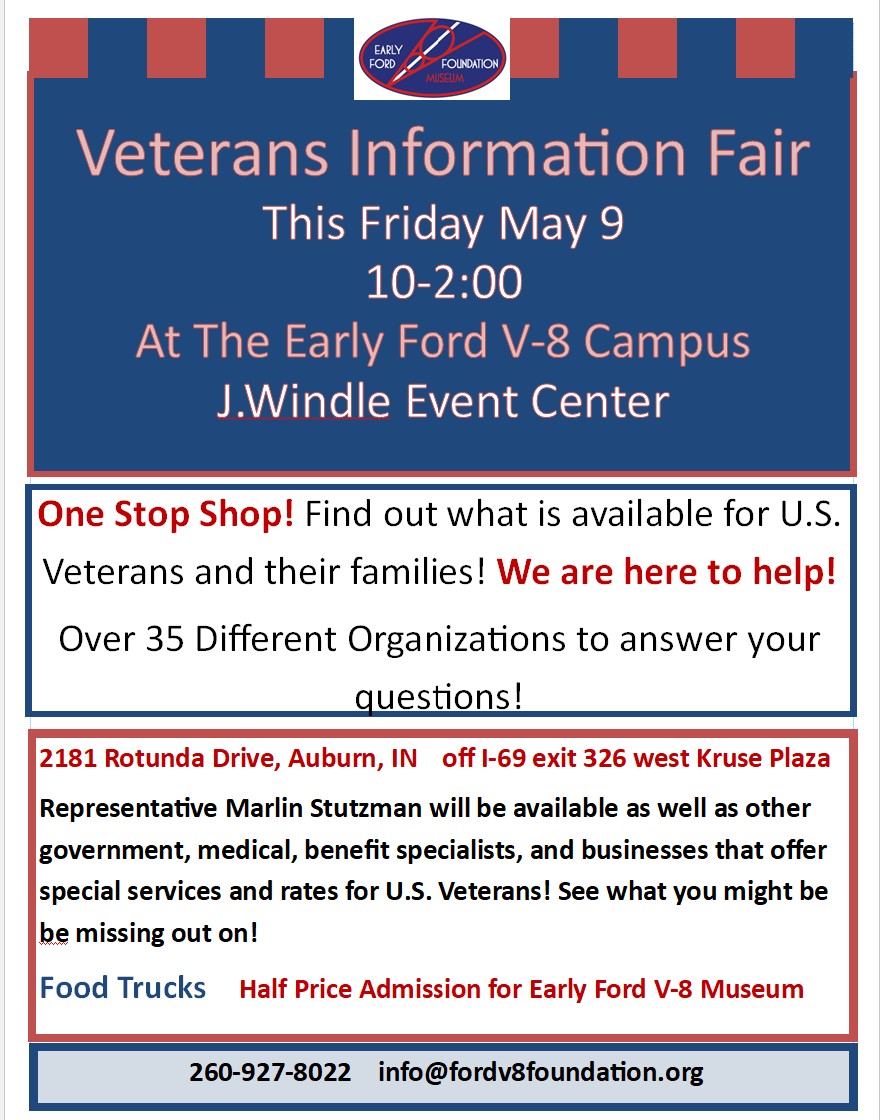 EARLY
FORD FOUNDATION
MUSEUM
Veterans Information Fair
This Friday May 9
10-2:00
At The Early Ford V-8 Campus
J.Windle Event Center
One Stop Shop! Find out what is available for U.S.
Veterans and their families! We are here to help!
Over 35 Different Organizations to answer your
questions!
2181 Rotunda Drive, Auburn, IN off I-69 exit 326 west Kruse Plaza
Representative Marlin Stutzman will be available as well as other
government, medical, benefit specialists, and businesses that offer
special services and rates for U.S. Veterans! See what you might be
be missing out on!
Food Trucks Half Price Admission for Early Ford V-8 Museum
260-927-8022 info@fordv8foundation.org